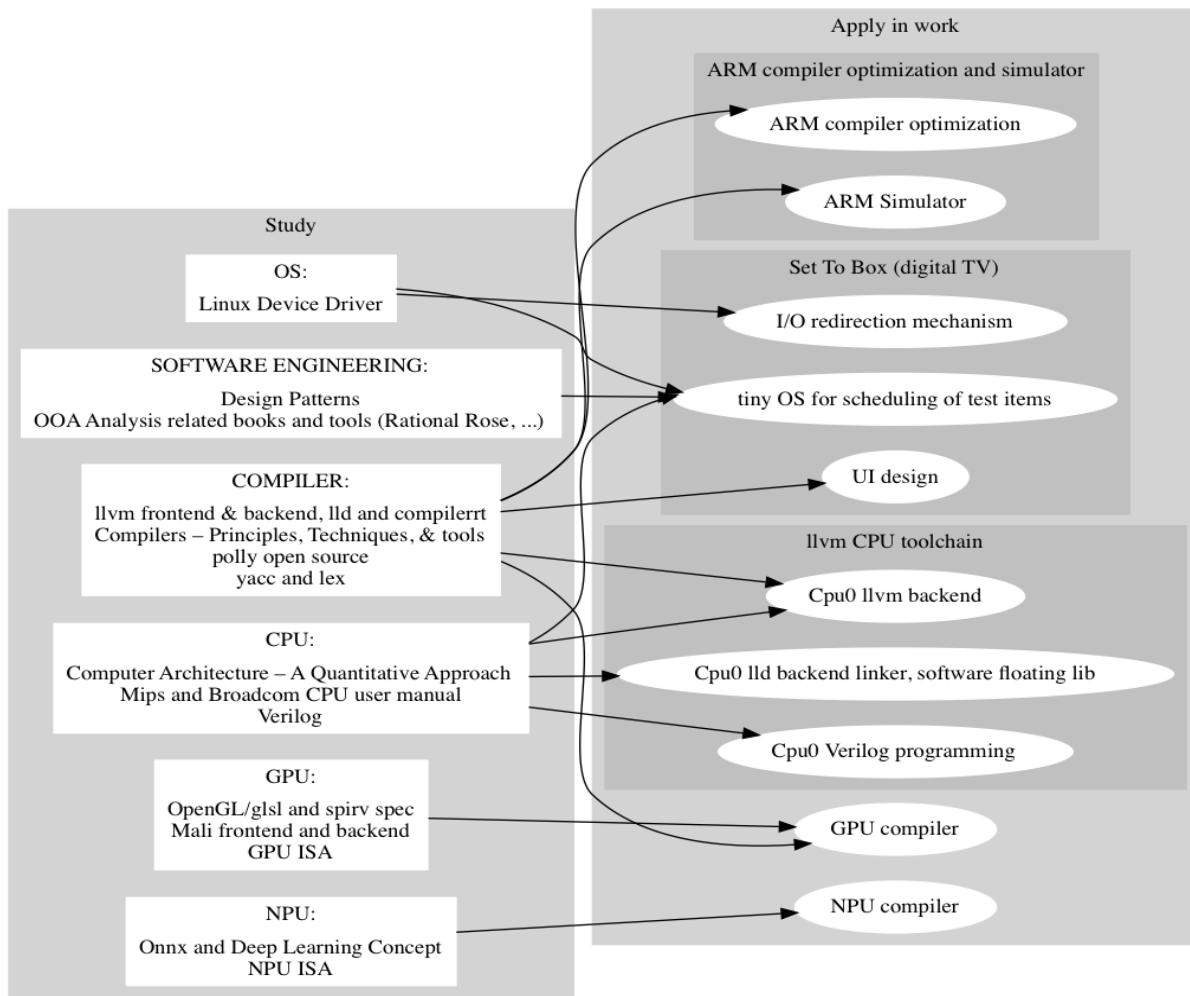 Study
OS:
Linux Device Driver
SOFTWARE ENGINEERING:
Design Patterns
OOA Analysis related books and tools (Rational Rose, ...)
COMPILER:
llvm frontend & backend, lld and compilerrt
Compilers – Principles, Techniques, & tools
polly open source
yacc and lex
CPU:
Computer Architecture – A Quantitative Approach
Mips and Broadcom CPU user manual
Verilog
GPU:
OpenGL/glsl and spirv spec
Mali frontend and backend
GPU ISA
NPU:
Onnx and Deep Learning Concept
NPU ISA
Apply in work
ARM compiler optimization and simulator
ARM compiler optimization
ARM Simulator
Set To Box (digital TV)
I/O redirection mechanism
tiny OS for scheduling of test items
UI design
llvm CPU toolchain
Cpu0 llvm backend
Cpu0 lld backend linker, software floating lib
Cpu0 Verilog programming
GPU compiler
NPU compiler